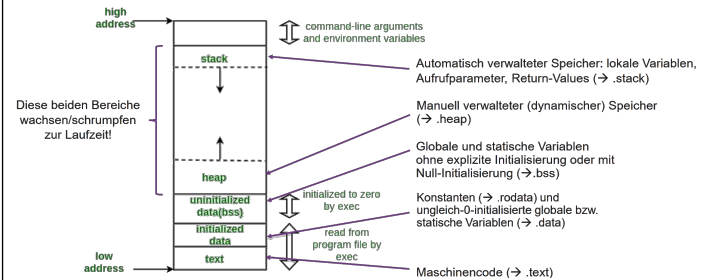 high
address
command-line arguments
and environment variables
stack
Automatisch verwalteter Speicher: lokale Variablen,
Aufrufparameter, Return-Values (→ .stack)
Diese beiden Bereiche
wachsen/schrumpfen
zur Laufzeit!
Manuell verwalteter (dynamischer) Speicher
(→ .heap)
Globale und statische Variablen
ohne explizite Initialisierung oder mit
Null-Initialisierung (→.bss)
heap
uninitialized
data(bss)
initialized to zero
by exec
Konstanten (→ .rodata) und
ungleich-0-initialisierte globale bzw.
statische Variablen (→ .data)
initialized
data
read from
program file by
exec
low
address
text
Maschinencode (→ .text)